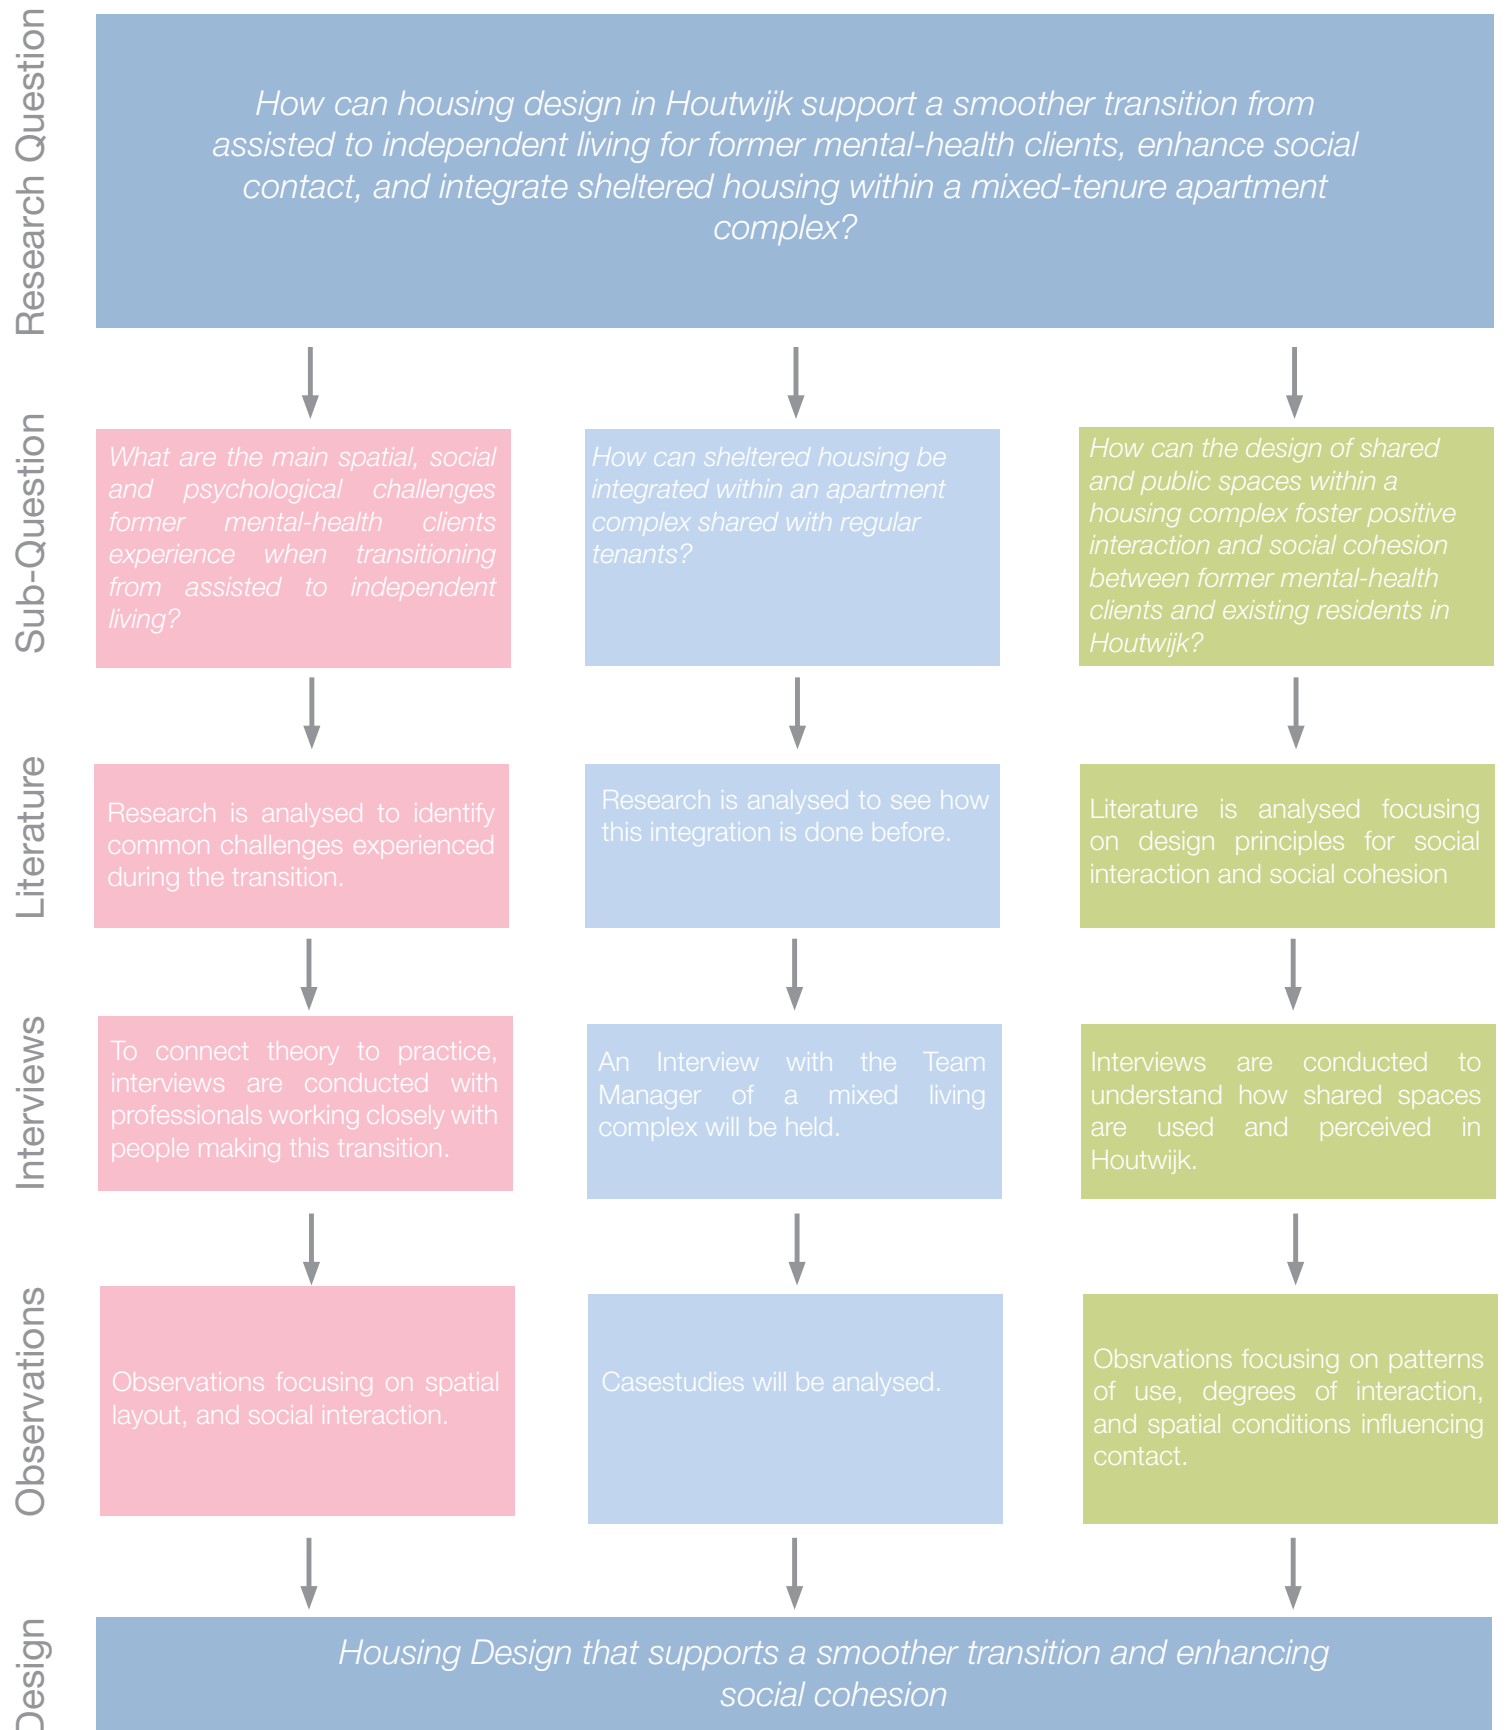 Research Question
How can housing design in Houtwijk support a smoother transition from
assisted to independent living for former mental-health clients, enhance social
contact, and integrate sheltered housing within a mixed-tenure apartment
complex?
Sub-Question
What are the main spatial, social
and psychological challenges
former mental-health clients
experience when transitioning
from assisted to independent
living?
How can sheltered housing be
integrated within an apartment
complex shared with regular
tenants?
How can the design of shared
and public spaces within a
housing complex foster positive
interaction and social cohesion
between former mental-health
clients and existing residents in
Houtwijk?
Literature
Research is analysed to identify
common challenges experienced
during the transition.
Research is analysed to see how
this integration is done before.
Literature is analysed focusing
on design principles for social
interaction and social cohesion
Interviews
To connect theory to practice,
interviews are conducted with
professionals working closely with
people making this transition.
An Interview with the Team
Manager of a mixed living
complex will be held.
Interviews are conducted to
understand how shared spaces
are used and perceived in
Houtwijk.
Observations
Observations focusing on spatial
layout, and social interaction.
Casestudies will be analysed.
Obsrvations focusing on patterns
of use, degrees of interaction,
and spatial conditions influencing
contact.
Design
Housing Design that supports a smoother transition and enhancing
social cohesion